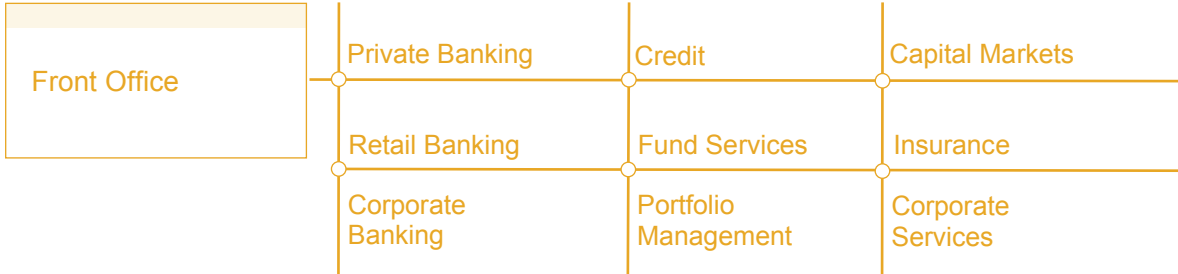 Front Office
Private Banking
Credit
Capital Markets
Retail Banking
Fund Services
Insurance
Corporate
Banking
Portfolio
Management
Corporate
Services